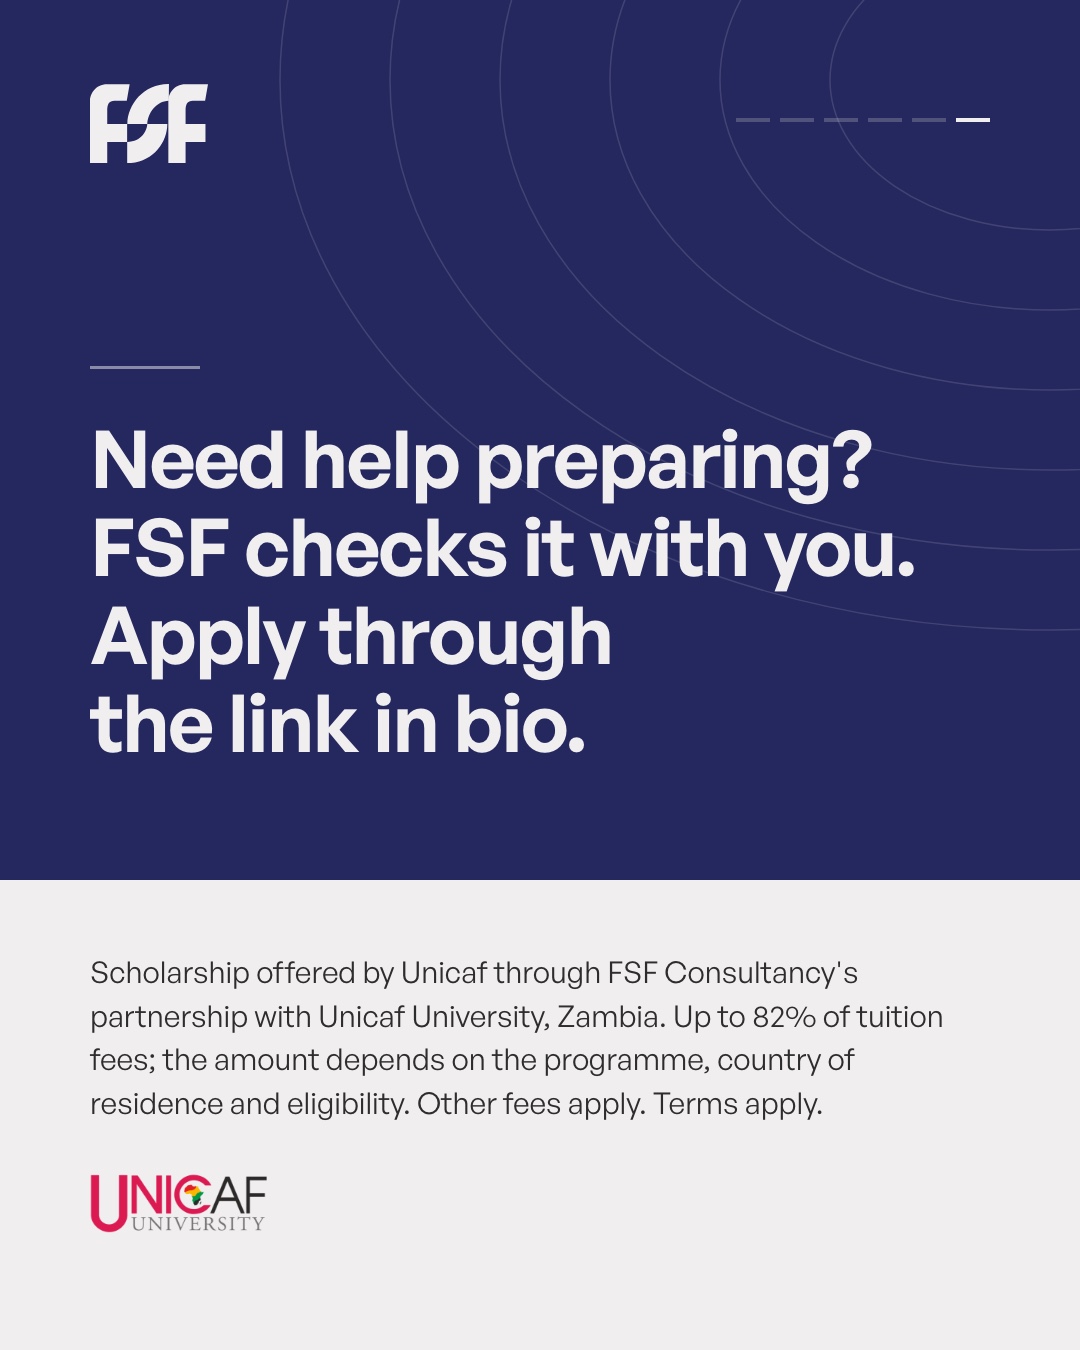 FSF
Need help preparing?
FSF checks it with you.
Apply through
the link in bio.
Scholarship offered by Unicaf through FSF Consultancy's
partnership with Unicaf University, Zambia. Up to 82% of tuition
fees; the amount depends on the programme, country of
residence and eligibility. Other fees apply. Terms apply.
UNICAF
UNIVERSITY